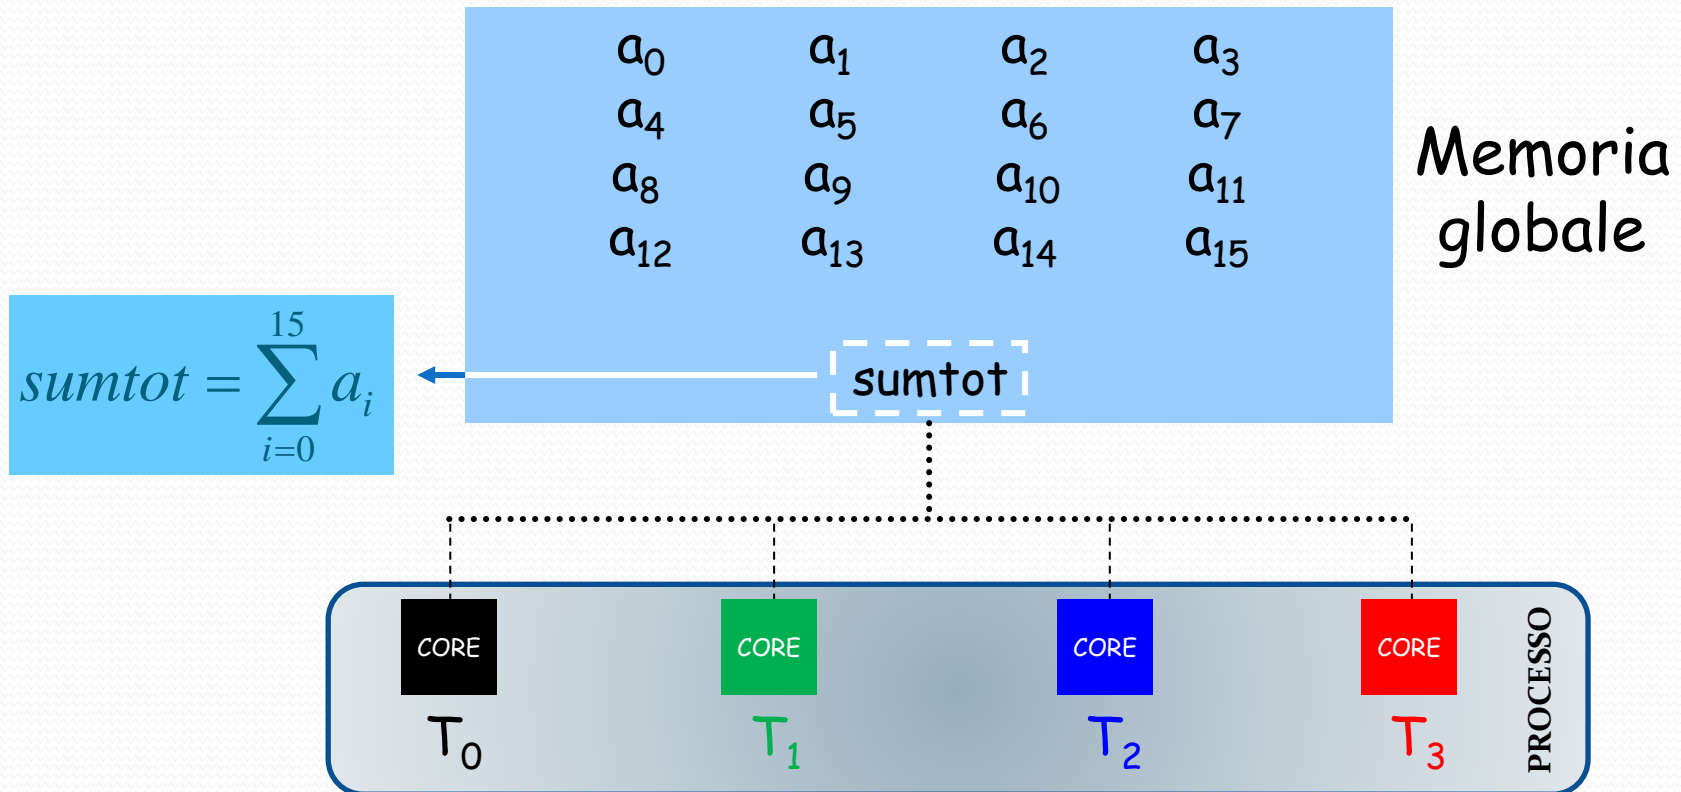 a₀ a₁ a₂ a₃
a₄ a₅ a₆ a₇
a₈ a₉ a₁₀ a₁₁
a₁₂ a₁₃ a₁₄ a₁₅
Memoria
globale
sumtot = ∑_{i=0}^{15} a_i
sumtot
CORE CORE CORE CORE
T₀ T₁ T₂ T₃
PROCESSO